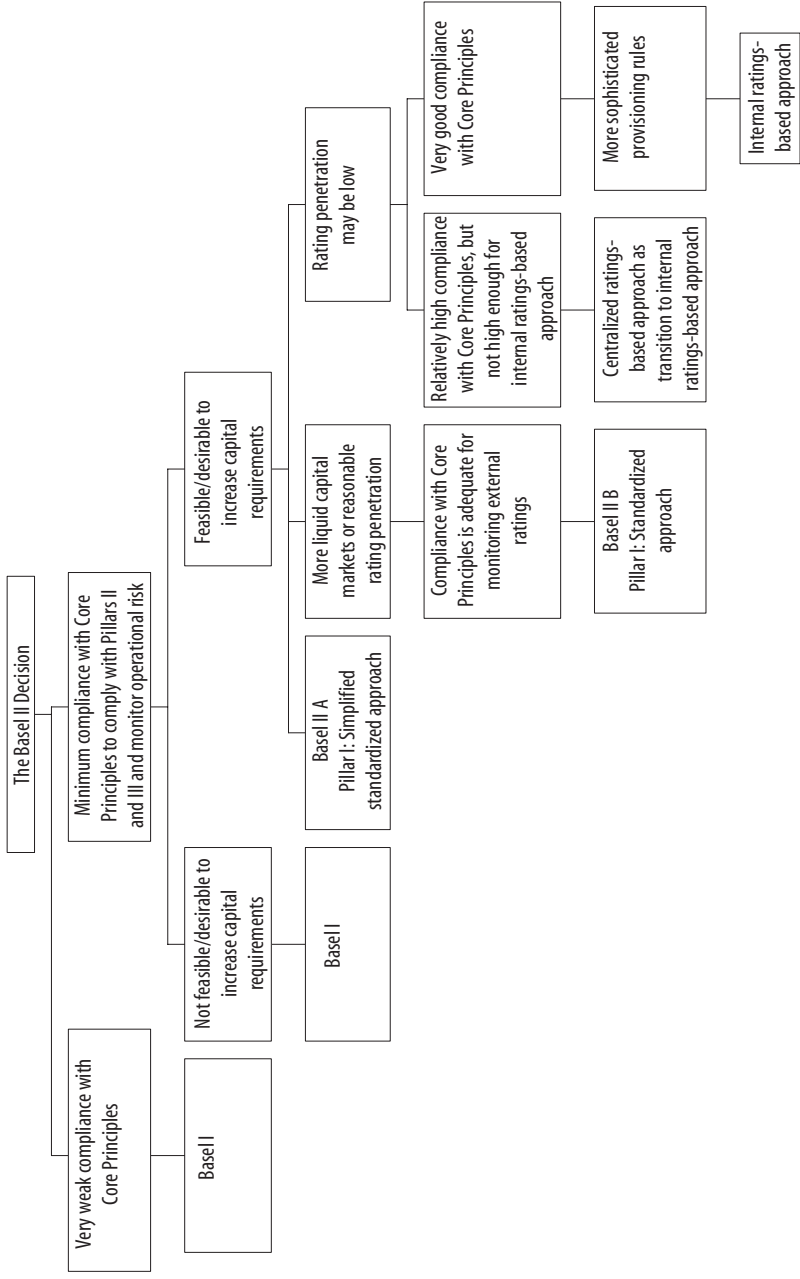 The Basel II Decision
Very weak compliance with
Core Principles
Minimum compliance with Core
Principles to comply with Pillars II
and III and monitor operational risk
Basel I
Not feasible/desirable to
increase capital
requirements
Feasible/desirable to
increase capital
requirements
Basel I
Basel II A
Pillar I: Simplified
standardized approach
More liquid capital
markets or reasonable
rating penetration
Rating penetration
may be low
Compliance with Core
Principles is adequate for
monitoring external
ratings
Relatively high compliance
with Core Principles, but
not high enough for
internal ratings-based
approach
Very good compliance
with Core Principles
Basel II B
Pillar I: Standardized
approach
Centralized ratings-
based approach as
transition to internal
ratings-based approach
More sophisticated
provisioning rules
Internal ratings-
based approach